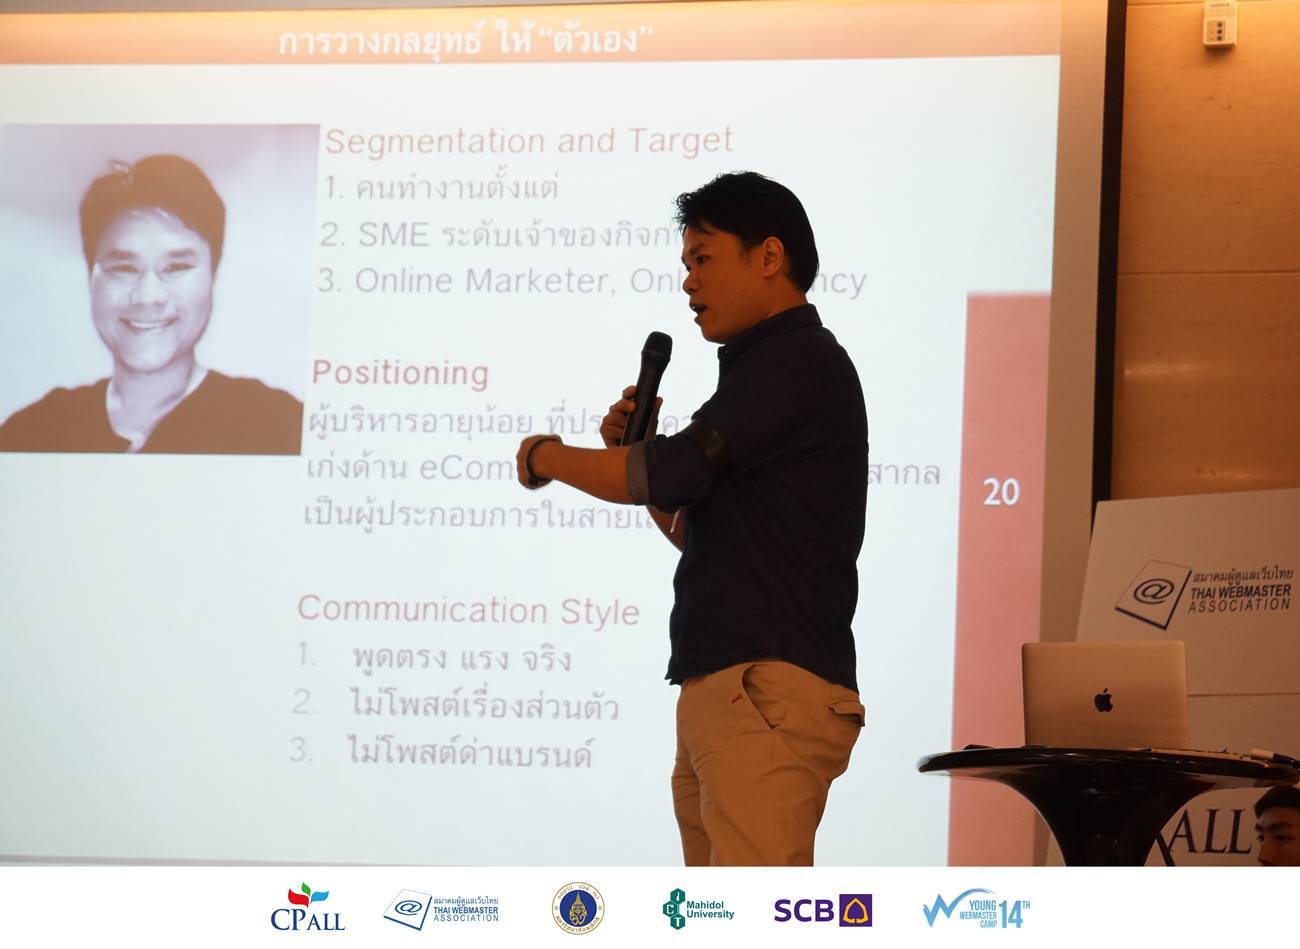 การวางกลยุทธ์ ให้ “ตัวเอง”
Segmentation and Target
1. คนทำงานตั้งแต่
2. SME ระดับเจ้าของ
3. Online Marketer,
Positioning
ผู้บริหารอายุน้อย ที่
เก่งด้าน สากล
เป็นผู้ประกอบการในสาย
20
Communication Style
1. พูดตรง แรง จริง
2. ไม่โพสต์เรื่องส่วนตัว
3. ไม่โพสต์ด่าแบรนด์
@
สมาคมผู้ดูแลเว็บไทย
THAI WEBMASTER
ASSOCIATION
ALL
CPALL
@
สมาคมผู้ดูแลเว็บไทย
THAI WEBMASTER
ASSOCIATION
ICT
Mahidol
University
SCB
YOUNG
WEBMASTER
CAMP
14TH